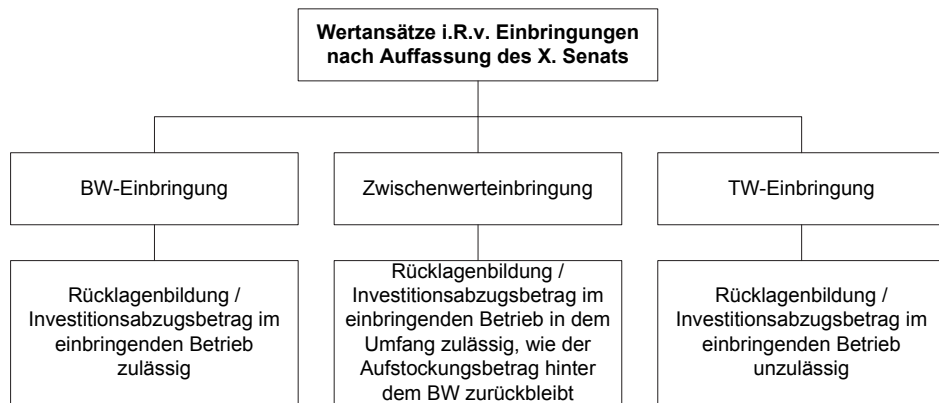 Wertansätze i.R.v. Einbringungen
nach Auffassung des X. Senats
BW-Einbringung
Zwischenwerteinbringung
TW-Einbringung
Rücklagenbildung /
Investitionsabzugsbetrag im
einbringenden Betrieb
zulässig
Rücklagenbildung /
Investitionsabzugsbetrag im
einbringenden Betrieb in dem
Umfang zulässig, wie der
Aufstockungsbetrag hinter
dem BW zurückbleibt
Rücklagenbildung /
Investitionsabzugsbetrag im
einbringenden Betrieb
unzulässig